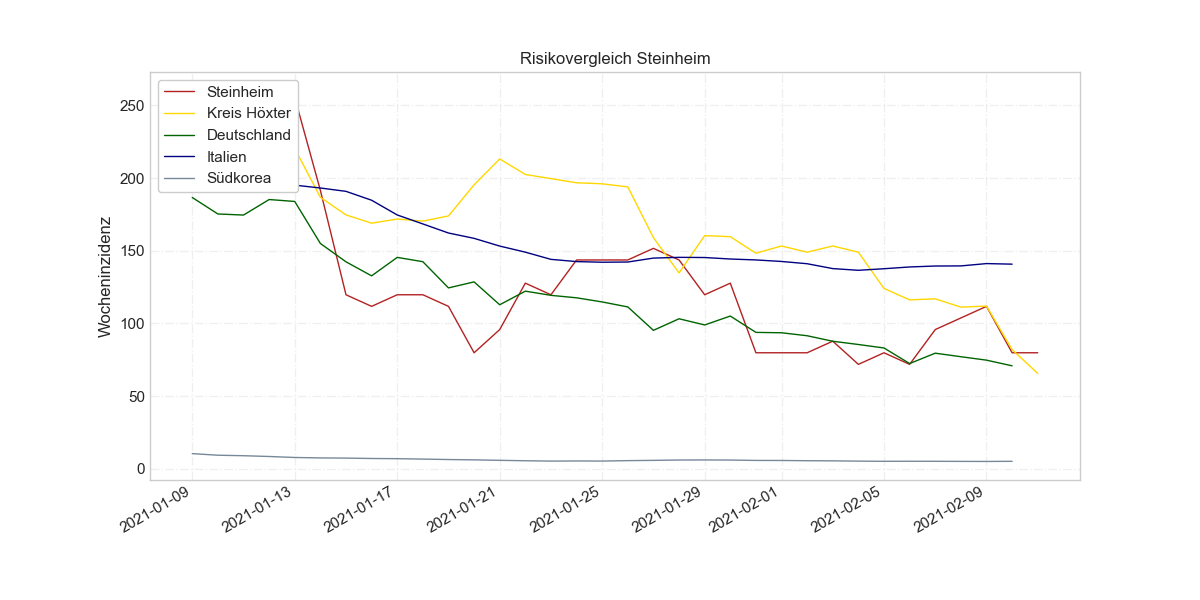 Risikovergleich Steinheim
Steinheim
Kreis Höxter
Deutschland
Italien
Südkorea
Wocheninzidenz
250
200
150
100
50
0
2021-01-09
2021-01-13
2021-01-17
2021-01-21
2021-01-25
2021-01-29
2021-02-01
2021-02-05
2021-02-09